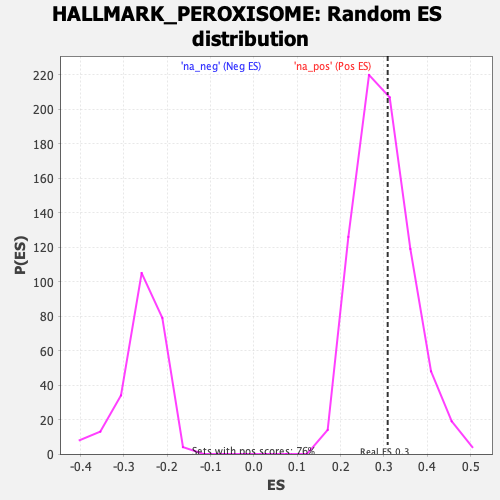 HALLMARK_PEROXISOME: Random ES
distribution
'na_neg' (Neg ES) 'na_pos' (Pos ES)
220
200
180
160
140
120
100
80
60
40
20
0
P(ES)
Sets with pos scores: 76%
Real ES 0.3
-0.4 -0.3 -0.2 -0.1 0.0 0.1 0.2 0.3 0.4 0.5
ES